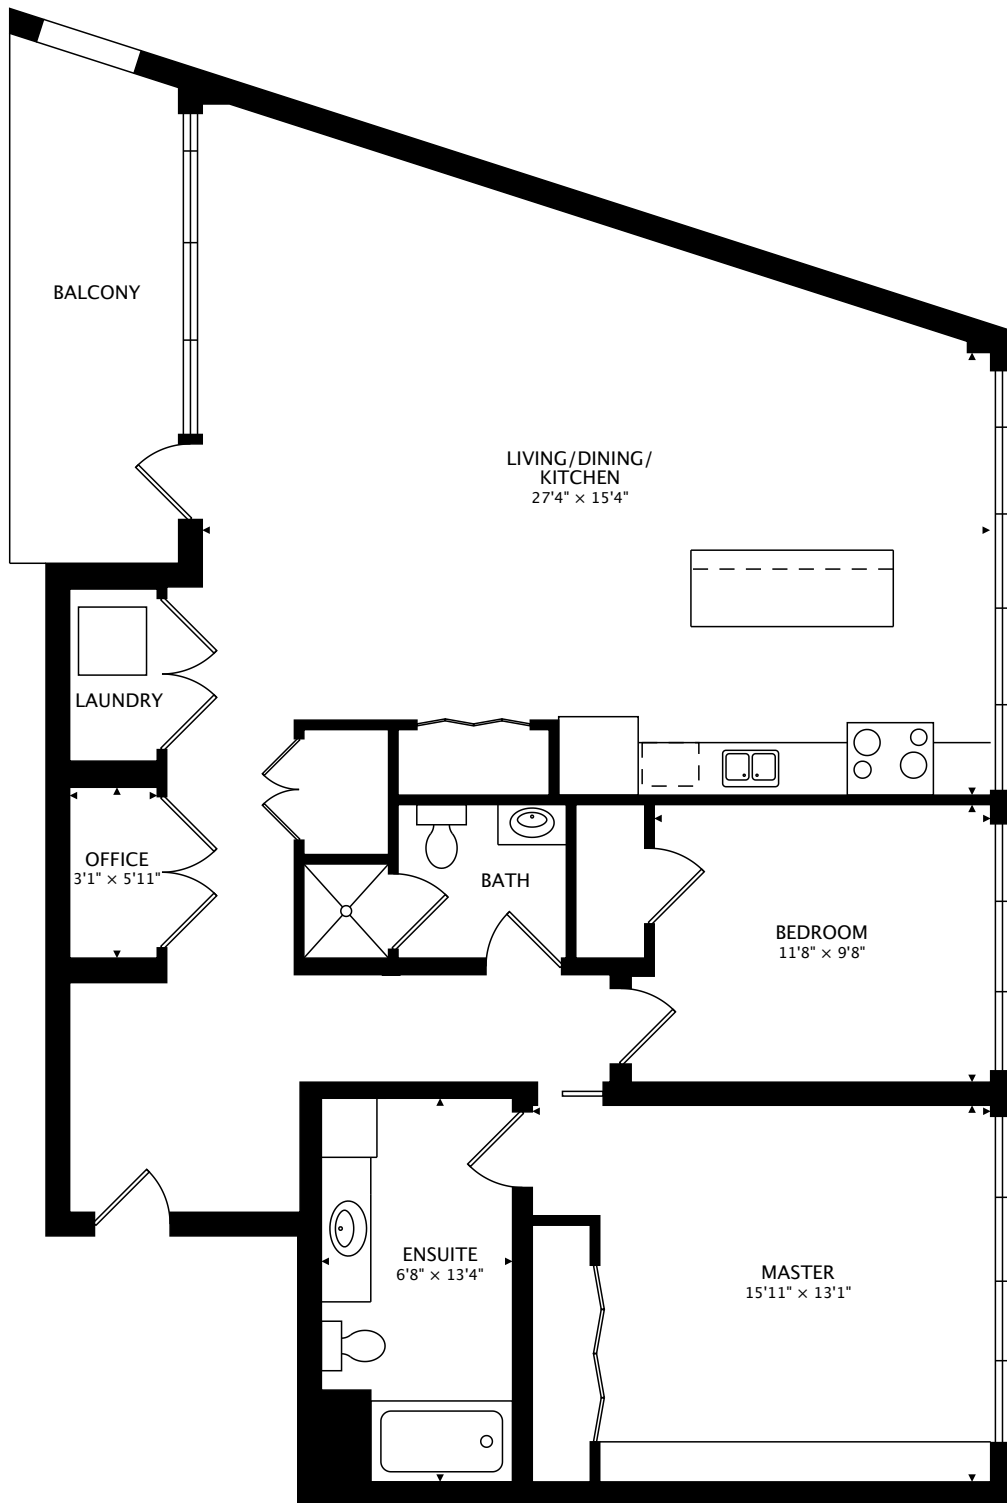 BALCONY
LIVING/DINING/
KITCHEN
27'4" × 15'4"
LAUNDRY
OFFICE
3'1" × 5'11"
BATH
BEDROOM
11'8" × 9'8"
ENSUITE
6'8" × 13'4"
MASTER
15'11" × 13'1"